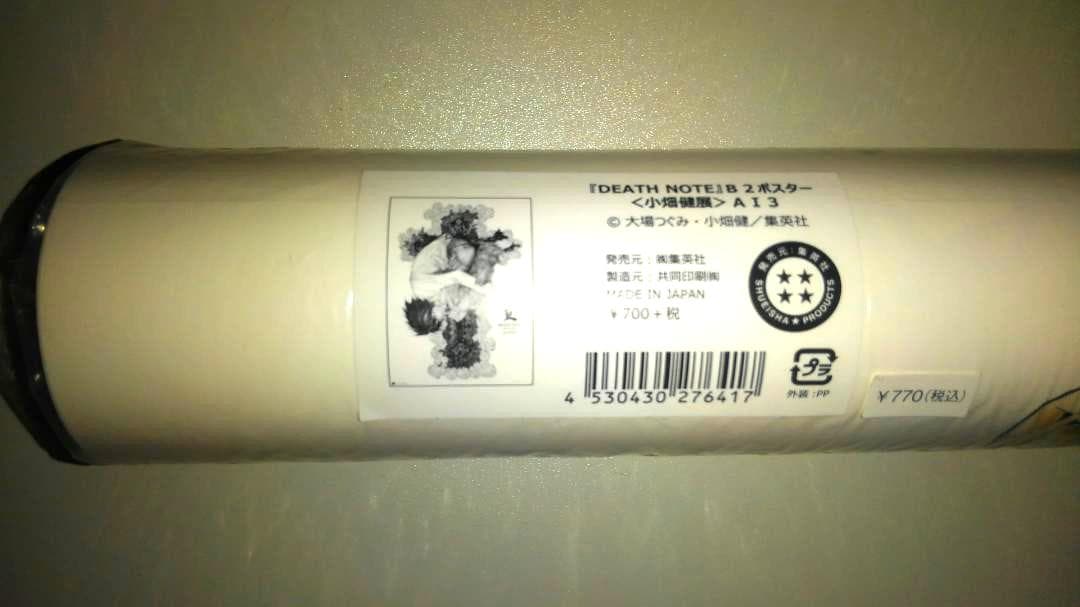 『DEATH NOTE』B2ポスター
<小畑健展>AI3
© 大場つぐみ・小畑健／集英社
発売元：㈱集英社
製造元：共同印刷㈱
MADE IN JAPAN
￥700+税
発売元：集英社
SHUEISHA★PRODUCTS
4 530430 276417
プラ
外装：PP
￥770(税込)